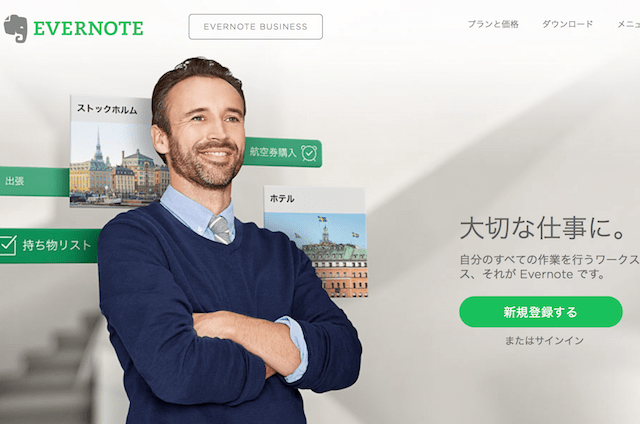 EVERNOTE
EVERNOTE BUSINESS
プランと価格
ダウンロード
メニュ
ストックホルム
航空券購入
出張
ホテル
持ち物リスト
大切な仕事に。
自分のすべての作業を行うワークス
ス、それが Evernote です。
新規登録する
またはサインイン